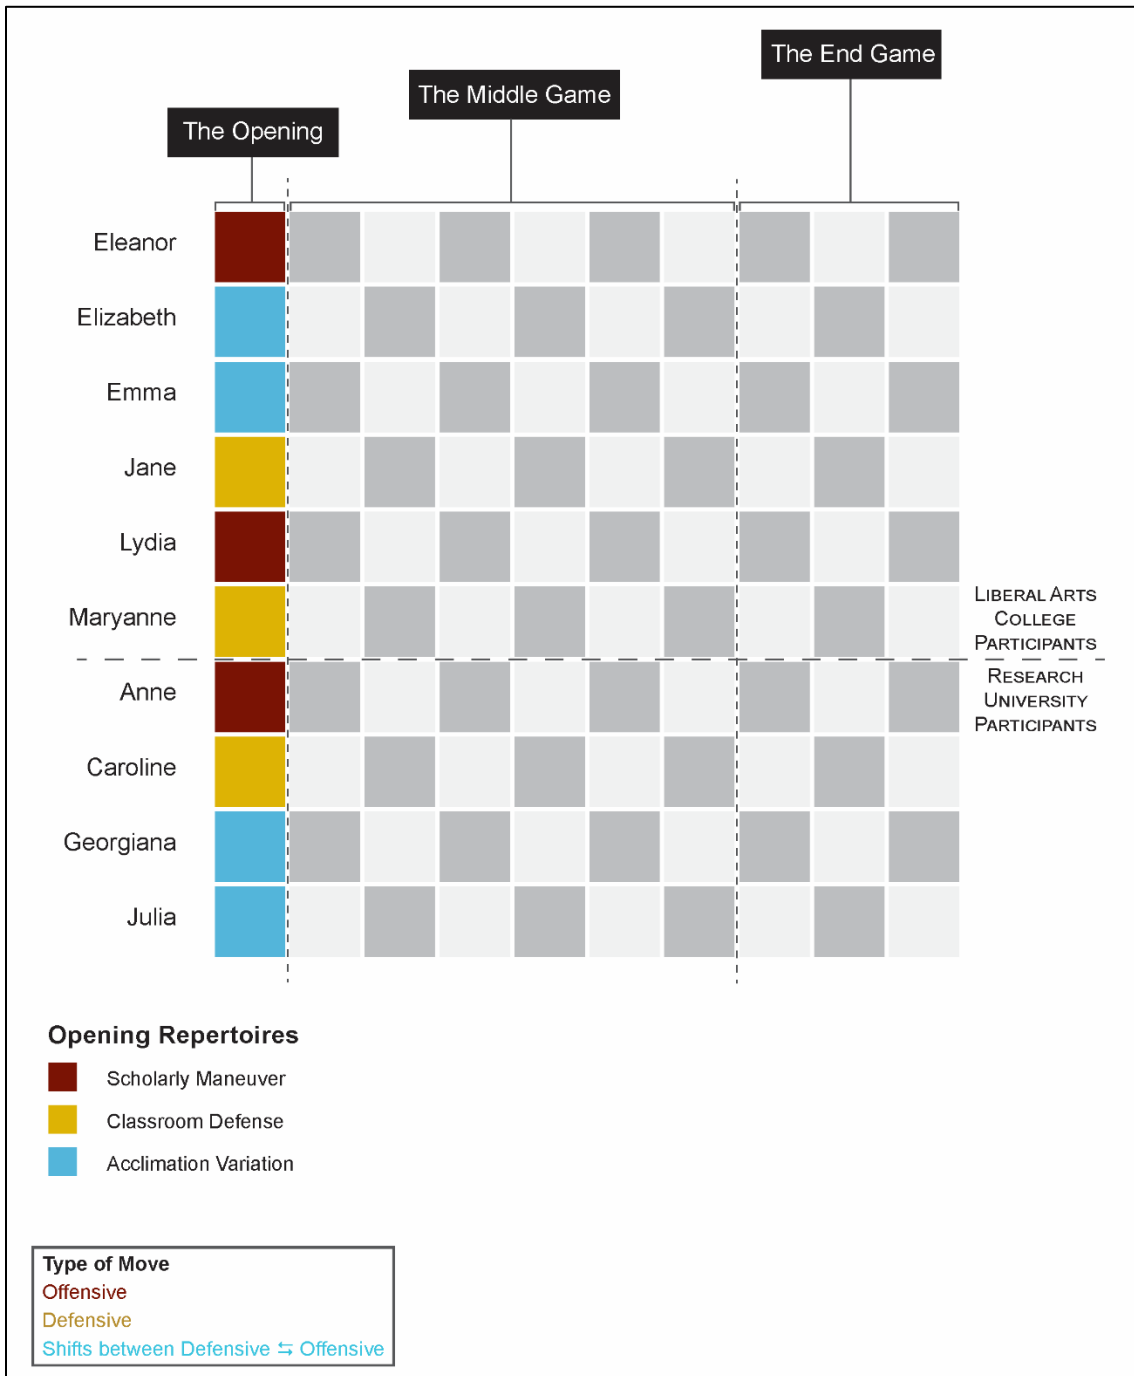 The End Game
The Middle Game
The Opening
Eleanor
Elizabeth
Emma
Jane
Lydia
Maryanne
LIBERAL ARTS
COLLEGE
PARTICIPANTS
Anne
RESEARCH
UNIVERSITY
PARTICIPANTS
Caroline
Georgiana
Julia
Opening Repertoires
Scholarly Maneuver
Classroom Defense
Acclimation Variation
Type of Move
Offensive
Defensive
Shifts between Defensive ⇆ Offensive